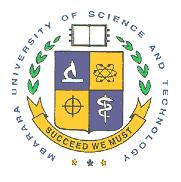 MBARARA UNIVERSITY OF SCIENCE AND TECHNOLOGY
SUCCEED WE MUST